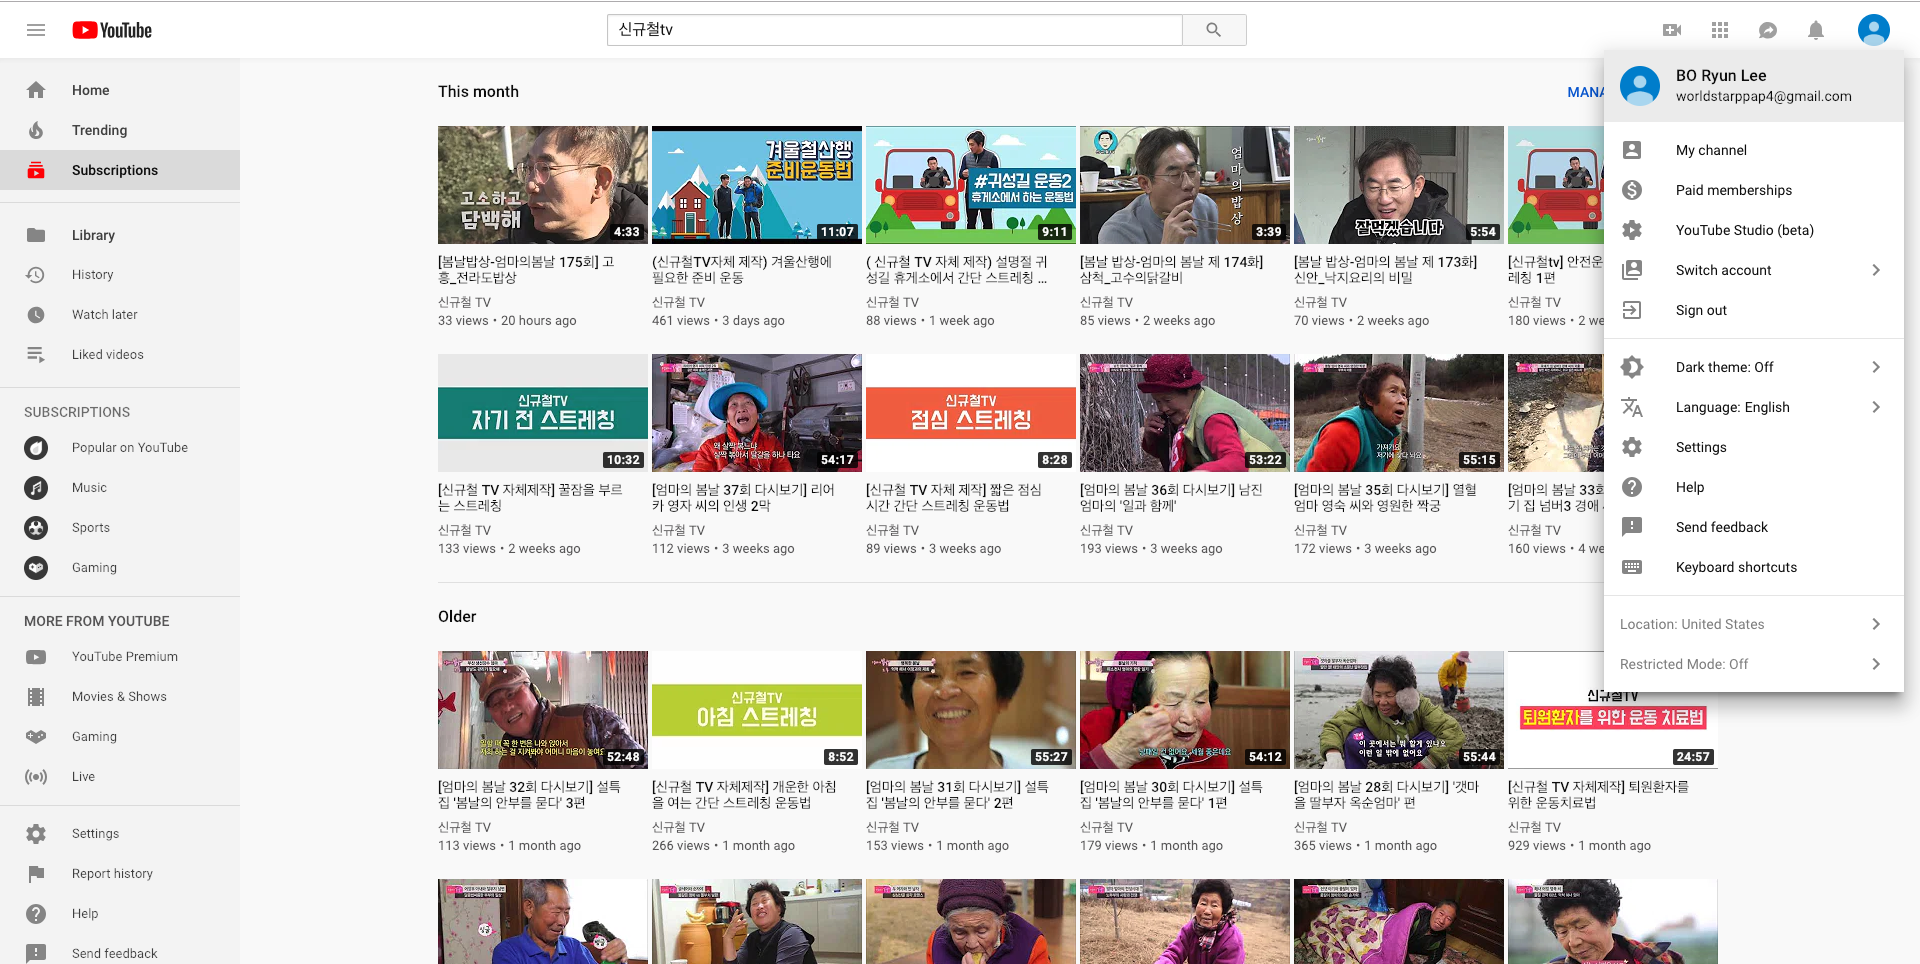 YouTube
신규철tv
Home
Trending
Subscriptions
Library
History
Watch later
Liked videos
SUBSCRIPTIONS
Popular on YouTube
Music
Sports
Gaming
MORE FROM YOUTUBE
YouTube Premium
Movies & Shows
Gaming
Live
Settings
Report history
Help
Send feedback
This month
MANA
고소하고
담백해
4:33
[봄날밥상-엄마의봄날 175회] 고
흥_전라도밥상
신규철 TV
33 views • 20 hours ago
겨울철산행
준비운동법
11:07
(신규철TV자체 제작) 겨울산행에
필요한 준비 운동
신규철 TV
461 views • 3 days ago
#귀성길 운동2
휴게소에서 하는 운동법
9:11
( 신규철 TV 자체 제작) 설명절 귀
성길 휴게소에서 간단 스트레칭 ...
신규철 TV
88 views • 1 week ago
엄마의밥상
3:39
[봄날 밥상-엄마의 봄날 제 174화]
삼척_고수의닭갈비
신규철 TV
85 views • 2 weeks ago
잘먹겠습니다
5:54
[봄날 밥상-엄마의 봄날 제 173화]
신안_낙지요리의 비밀
신규철 TV
70 views • 2 weeks ago
[신규철tv] 안전운
레칭 1편
신규철 TV
180 views • 2 we
신규철TV
자기 전 스트레칭
10:32
[신규철 TV 자체제작] 꿀잠을 부르
는 스트레칭
신규철 TV
133 views • 2 weeks ago
54:17
[엄마의 봄날 37회 다시보기] 리어
카 영자 씨의 인생 2막
신규철 TV
112 views • 3 weeks ago
신규철TV
점심 스트레칭
8:28
[신규철 TV 자체 제작] 짧은 점심
시간 간단 스트레칭 운동법
신규철 TV
89 views • 3 weeks ago
53:22
[엄마의 봄날 36회 다시보기] 남진
엄마의 '일과 함께'
신규철 TV
193 views • 3 weeks ago
55:15
[엄마의 봄날 35회 다시보기] 열혈
엄마 영숙 씨와 영원한 짝궁
신규철 TV
172 views • 3 weeks ago
[엄마의 봄날 33회
기 집 넘버3 경애
신규철 TV
160 views • 4 we
Older
52:48
[엄마의 봄날 32회 다시보기] 설특
집 '봄날의 안부를 묻다' 3편
신규철 TV
113 views • 1 month ago
신규철TV
아침 스트레칭
8:52
[신규철 TV 자체제작] 개운한 아침
을 여는 간단 스트레칭 운동법
신규철 TV
266 views • 1 month ago
55:27
[엄마의 봄날 31회 다시보기] 설특
집 '봄날의 안부를 묻다' 2편
신규철 TV
153 views • 1 month ago
54:12
[엄마의 봄날 30회 다시보기] 설특
집 '봄날의 안부를 묻다' 1편
신규철 TV
179 views • 1 month ago
이 곳에서는 뭐 할게 있나요
이런 일 밖에 없어요
55:44
[엄마의 봄날 28회 다시보기] '갯마
을 딸부자 옥순엄마' 편
신규철 TV
365 views • 1 month ago
신규철TV
퇴원환자를 위한 운동 치료법
24:57
[신규철 TV 자체제작] 퇴원환자를
위한 운동치료법
신규철 TV
929 views • 1 month ago
BO Ryun Lee
worldstarppap4@gmail.com
My channel
Paid memberships
YouTube Studio (beta)
Switch account
Sign out
Dark theme: Off
Language: English
Settings
Help
Send feedback
Keyboard shortcuts
Location: United States
Restricted Mode: Off